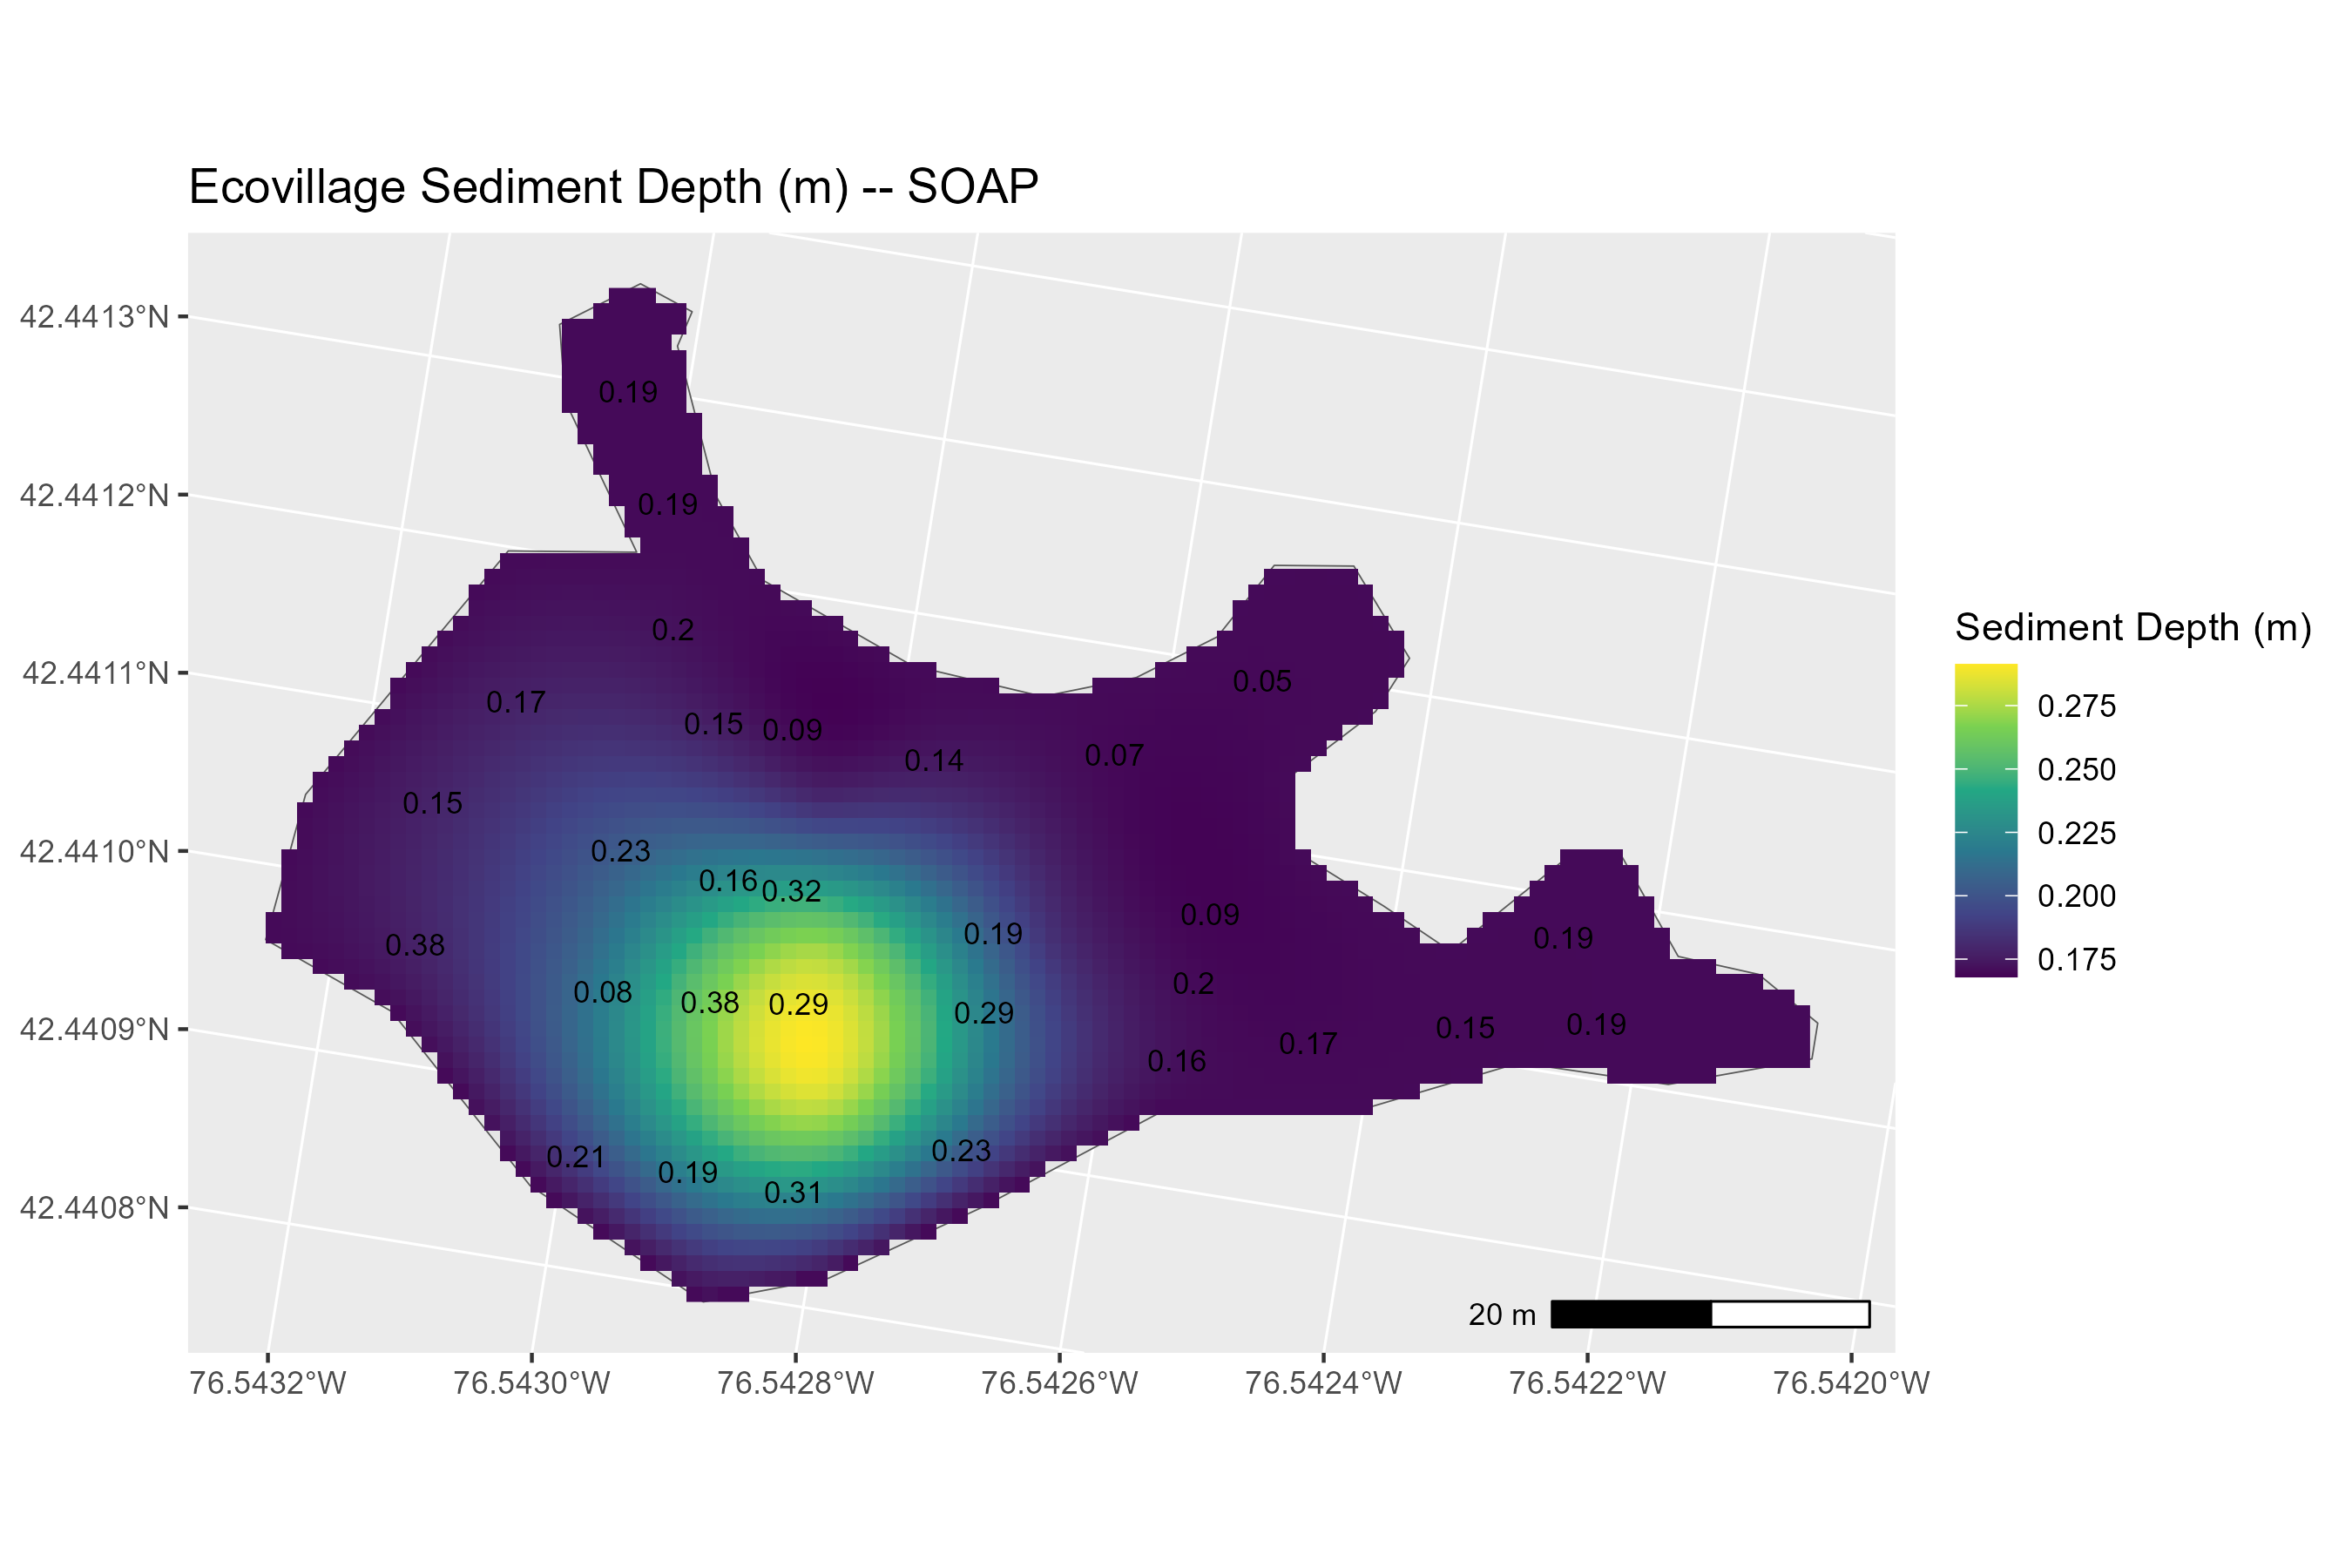 Ecovillage Sediment Depth (m) -- SOAP
42.4413°N
42.4412°N
42.4411°N
42.4410°N
42.4409°N
42.4408°N
0.19
0.19
0.2
0.17
0.15
0.09
0.14
0.07
0.05
0.15
0.23
0.16
0.32
0.19
0.09
0.19
0.38
0.08
0.38
0.29
0.29
0.2
0.17
0.15
0.19
0.16
0.21
0.19
0.31
0.23
20 m
76.5432°W
76.5430°W
76.5428°W
76.5426°W
76.5424°W
76.5422°W
76.5420°W
Sediment Depth (m)
0.275
0.250
0.225
0.200
0.175